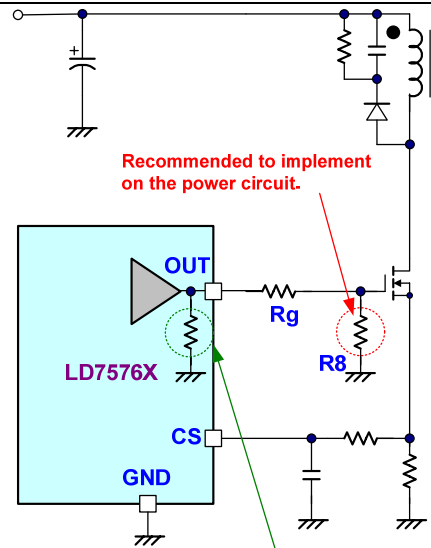 +
Recommended to implement
on the power circuit.
OUT
Rg
R8
LD7576X
CS
GND